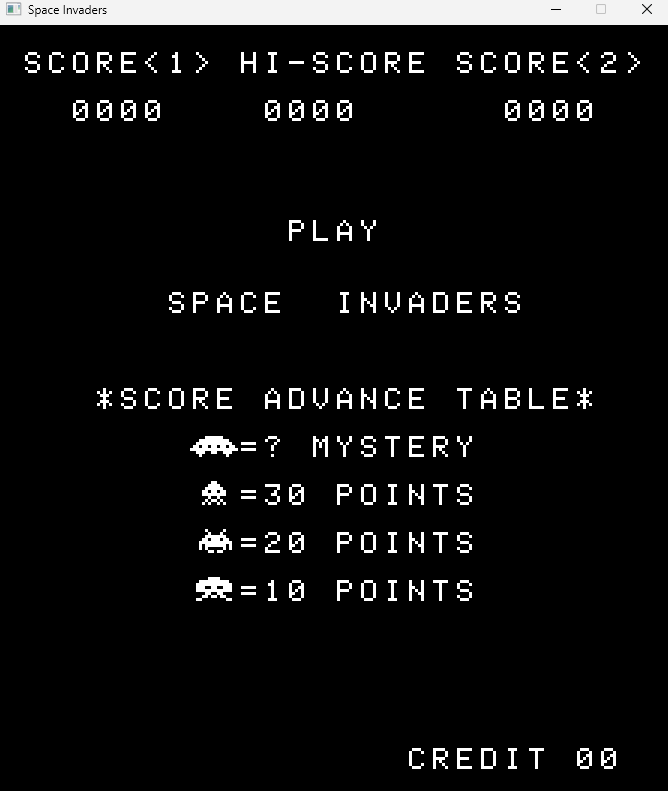 Space Invaders
SCORE<1> HI-SCORE SCORE<2>
0000 0000 0000
PLAY
SPACE INVADERS
*SCORE ADVANCE TABLE*
=? MYSTERY
=30 POINTS
=20 POINTS
=10 POINTS
CREDIT 00